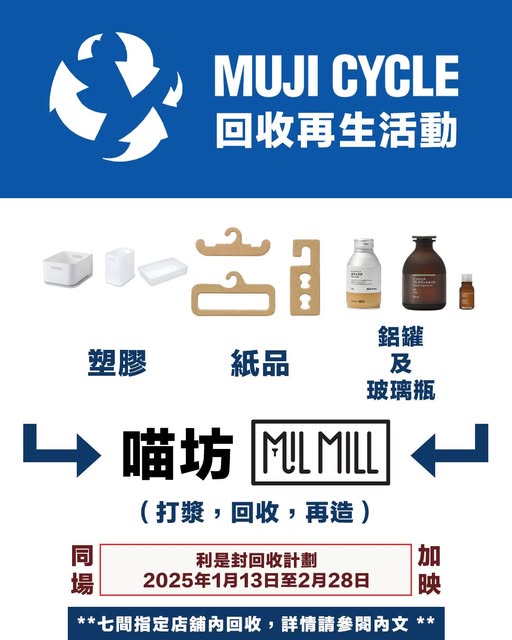 MUJI CYCLE
回收再生活動
塑膠
紙品
鋁罐
及
玻璃瓶
喵坊 MIL MILL
（打漿，回收，再造）
同場
利是封回收計劃
2025年1月13日至2月28日
加映
**七間指定店舖內回收，詳情請參閱內文 **